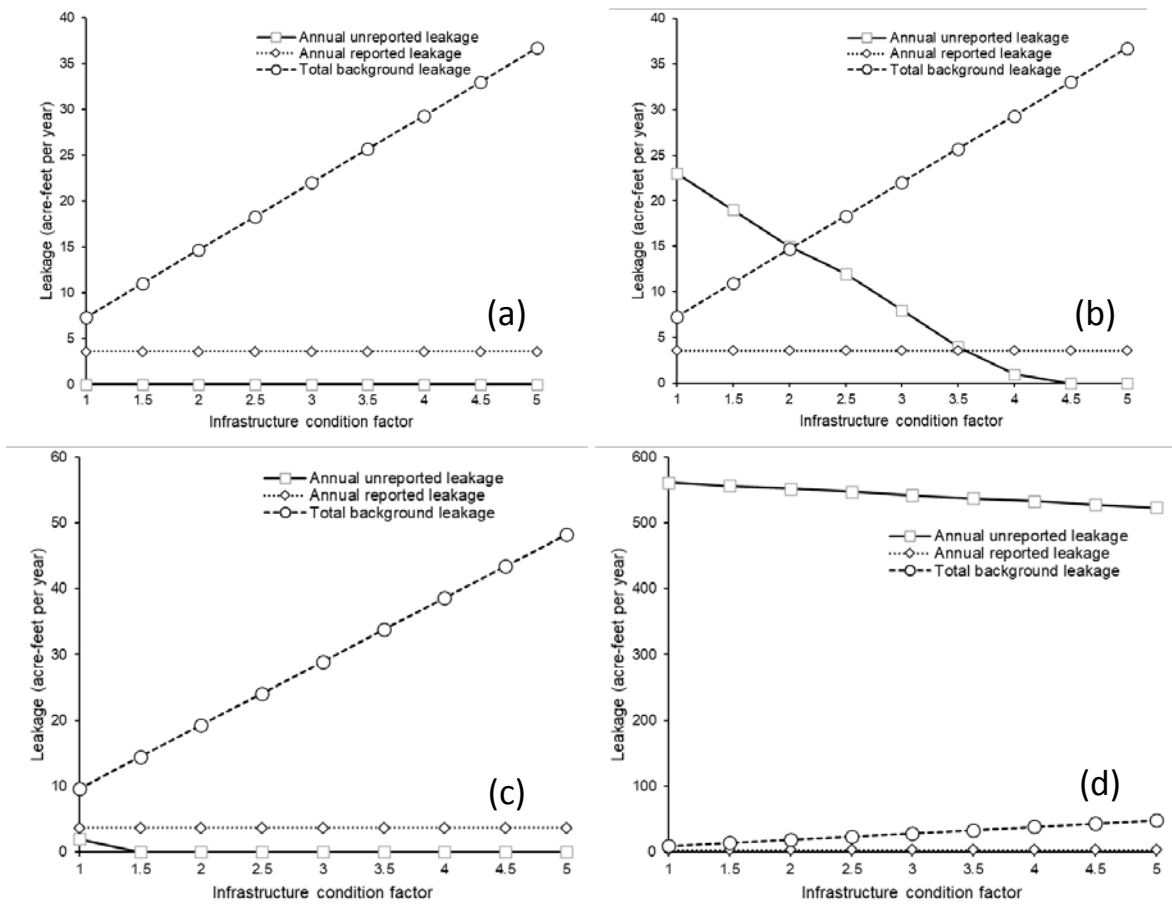 40
35
30
25
20
15
10
5
0
Leakage (acre-feet per year)
Annual unreported leakage
Annual reported leakage
Total background leakage
(a)
1 1.5 2 2.5 3 3.5 4 4.5 5
Infrastructure condition factor
40
35
30
25
20
15
10
5
0
Leakage (acre-feet per year)
Annual unreported leakage
Annual reported leakage
Total background leakage
(b)
1 1.5 2 2.5 3 3.5 4 4.5 5
Infrastructure condition factor
60
50
40
30
20
10
0
Leakage (acre-feet per year)
Annual unreported leakage
Annual reported leakage
Total background leakage
(c)
1 1.5 2 2.5 3 3.5 4 4.5 5
Infrastructure condition factor
600
500
400
300
200
100
0
Leakage (acre-feet per year)
Annual unreported leakage
Annual reported leakage
Total background leakage
(d)
1 1.5 2 2.5 3 3.5 4 4.5 5
Infrastructure condition factor